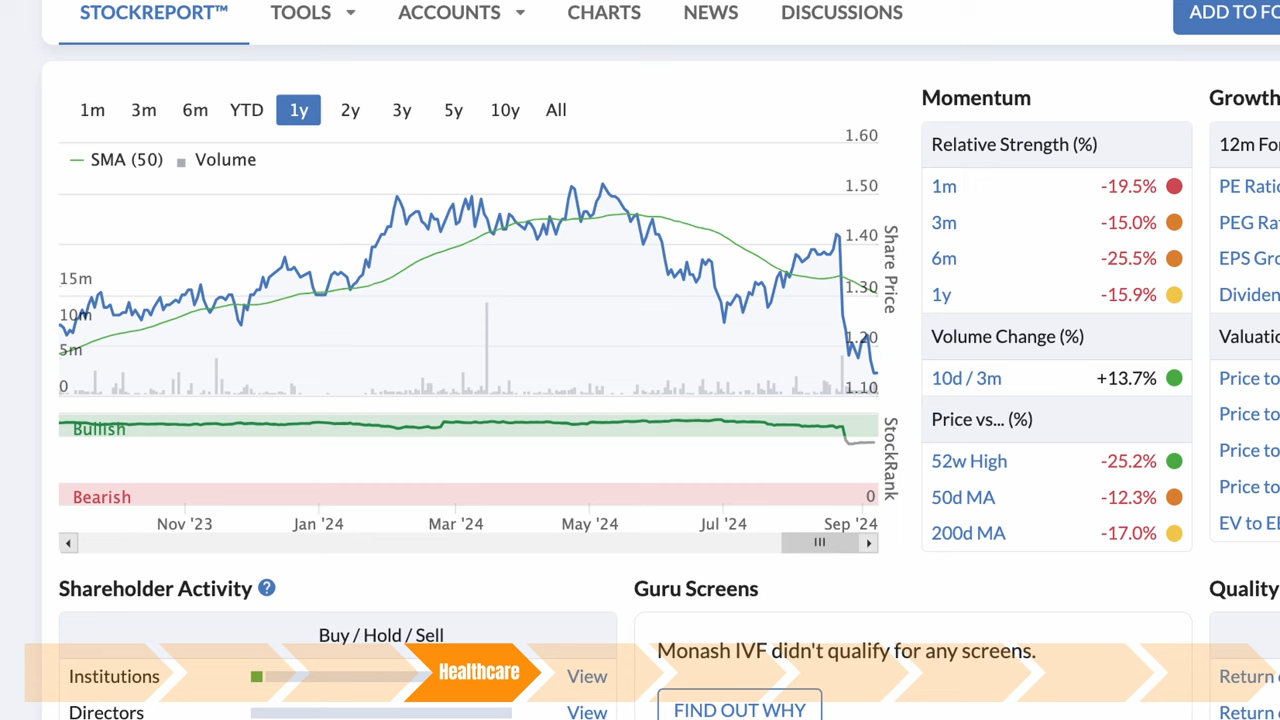 STOCKREPORT™ TOOLS ACCOUNTS CHARTS NEWS DISCUSSIONS ADD TO FO
1m 3m 6m YTD 1y 2y 3y 5y 10y All
SMA (50) Volume
1.60
1.50
1.40
1.30
1.20
1.10
Share Price
15m
10m
5m
0
Bullish
Bearish
0
StockRank
Nov '23 Jan '24 Mar '24 May '24 Jul '24 Sep '24
Momentum
Relative Strength (%)
1m -19.5%
3m -15.0%
6m -25.5%
1y -15.9%
Volume Change (%)
10d / 3m +13.7%
Price vs... (%)
52w High -25.2%
50d MA -12.3%
200d MA -17.0%
Growth
12m Fo
PE Ratio
PEG Ra
EPS Gro
Dividen
Valuatio
Price to
Price to
Price to
Price to
EV to EB
Shareholder Activity ?
Buy / Hold / Sell
Institutions View
Directors View
Healthcare
Guru Screens
Monash IVF didn't qualify for any screens.
FIND OUT WHY
Quality
Return o
Return o